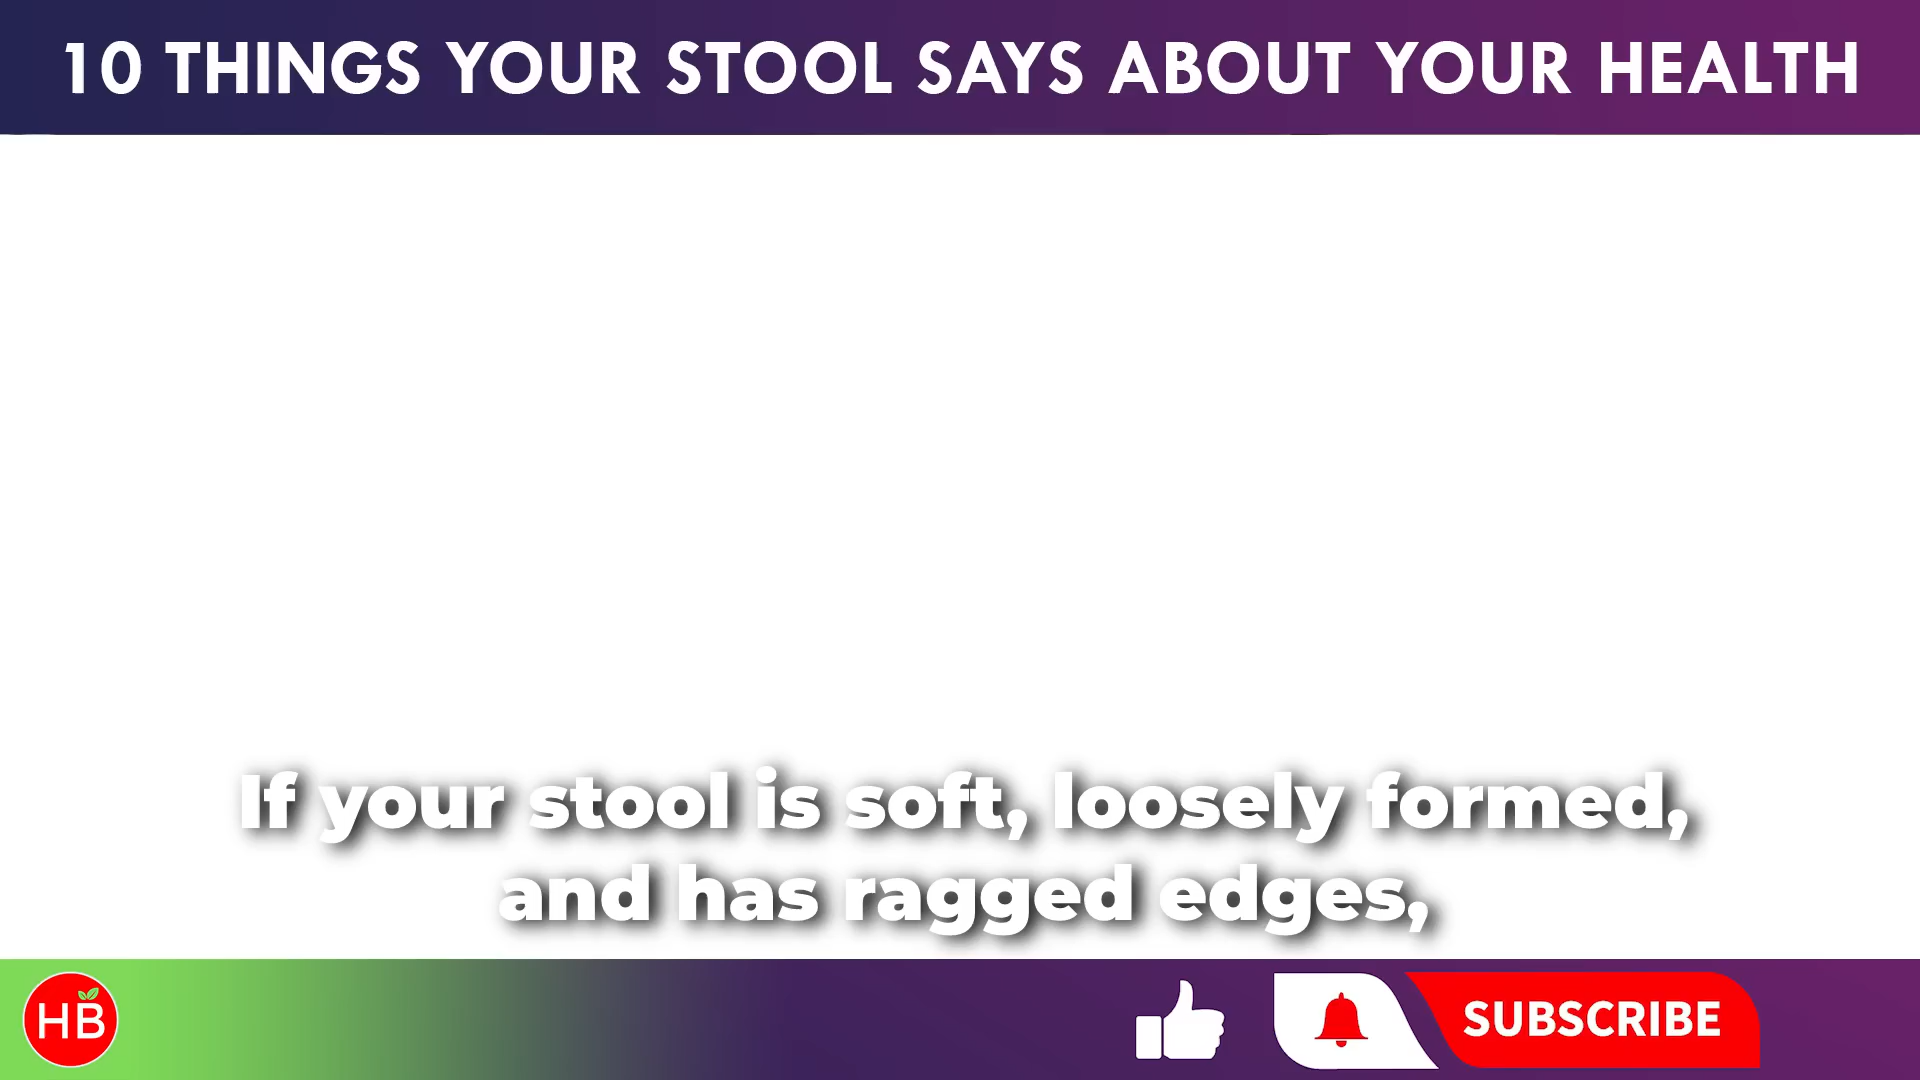 10 THINGS YOUR STOOL SAYS ABOUT YOUR HEALTH
If your stool is soft, loosely formed,
and has ragged edges,
HB
SUBSCRIBE